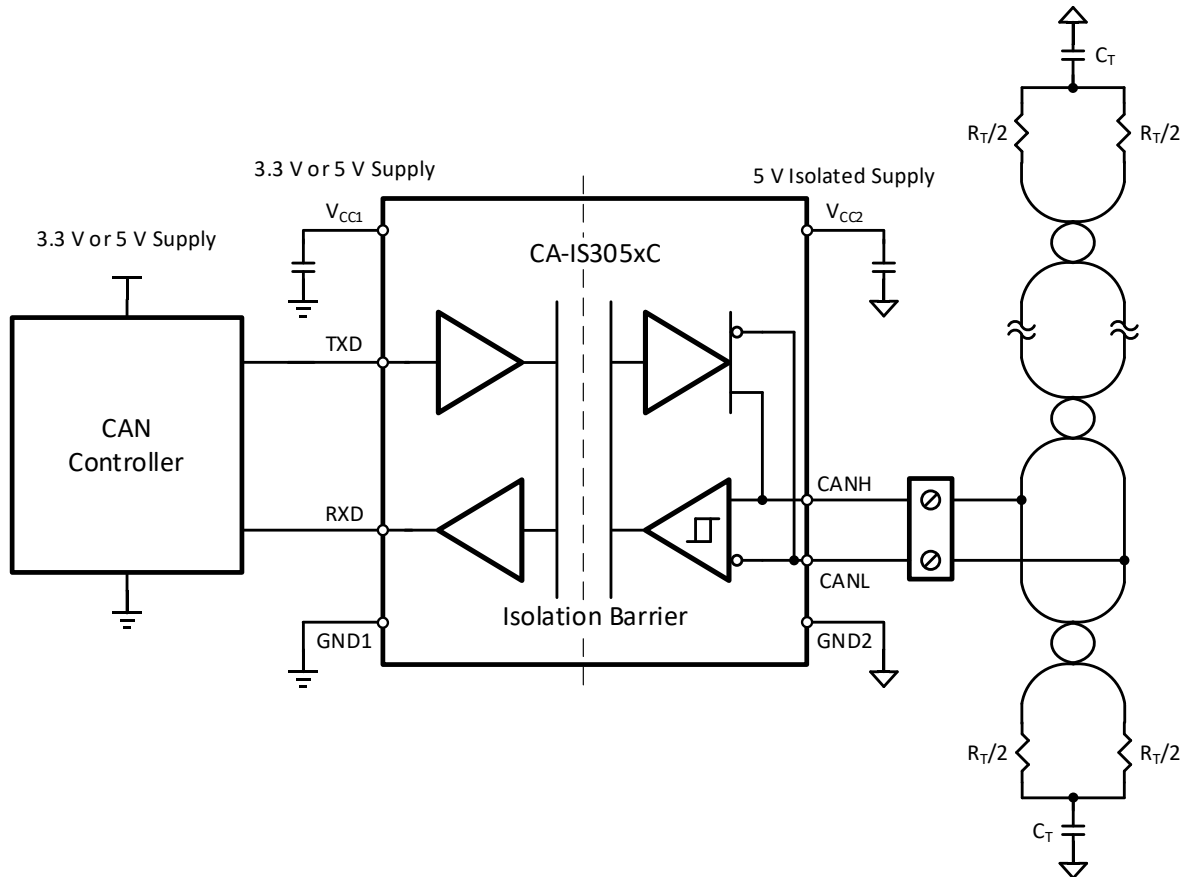 C_T
R_T/2
R_T/2
3.3 V or 5 V Supply
5 V Isolated Supply
V_CC1
V_CC2
3.3 V or 5 V Supply
CA-IS305xC
TXD
CAN
Controller
CANH
RXD
CANL
Isolation Barrier
GND1
GND2
R_T/2
R_T/2
C_T